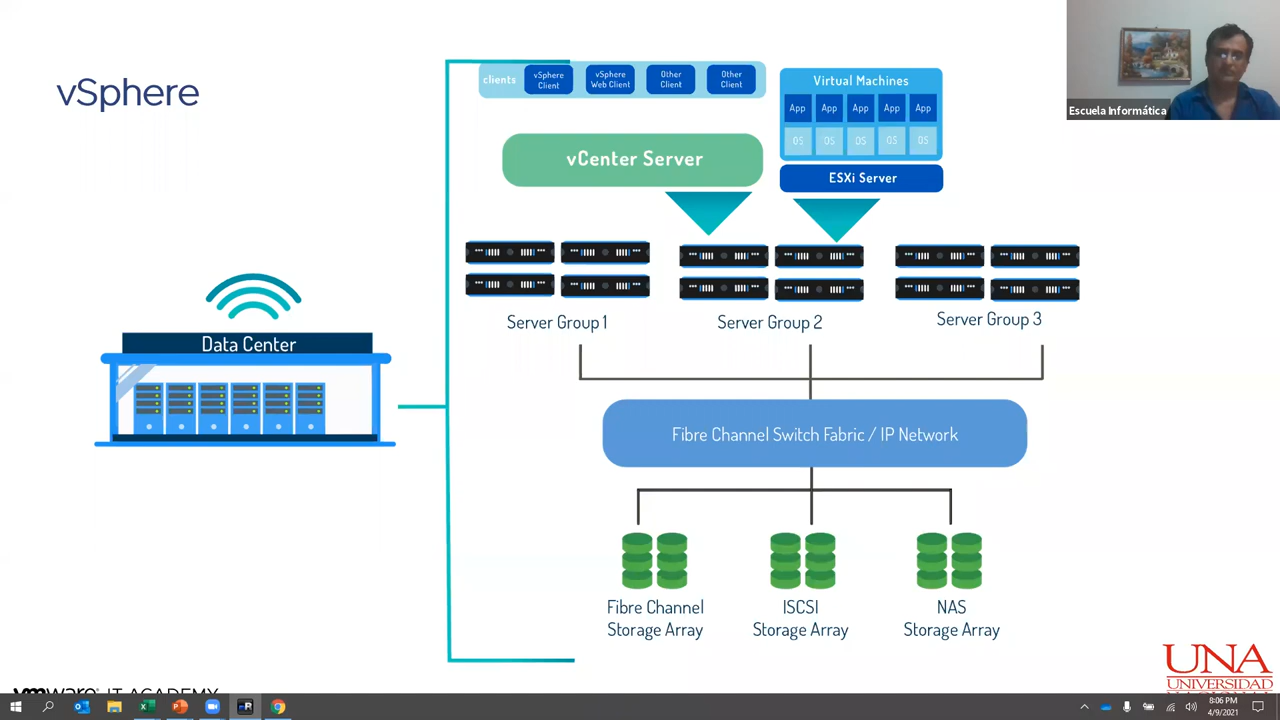 vSphere
clients
vSphere
Client
vSphere
Web Client
Other
Client
Other
Client
Virtual Machines
App App App App App
OS OS OS OS OS
ESXi Server
vCenter Server
Escuela Informática
Server Group 1
Server Group 2
Server Group 3
Data Center
Fibre Channel Switch Fabric / IP Network
Fibre Channel
Storage Array
ISCSI
Storage Array
NAS
Storage Array
vmware IT ACADEMY
UNA
UNIVERSIDAD
8:06 PM
4/9/2021